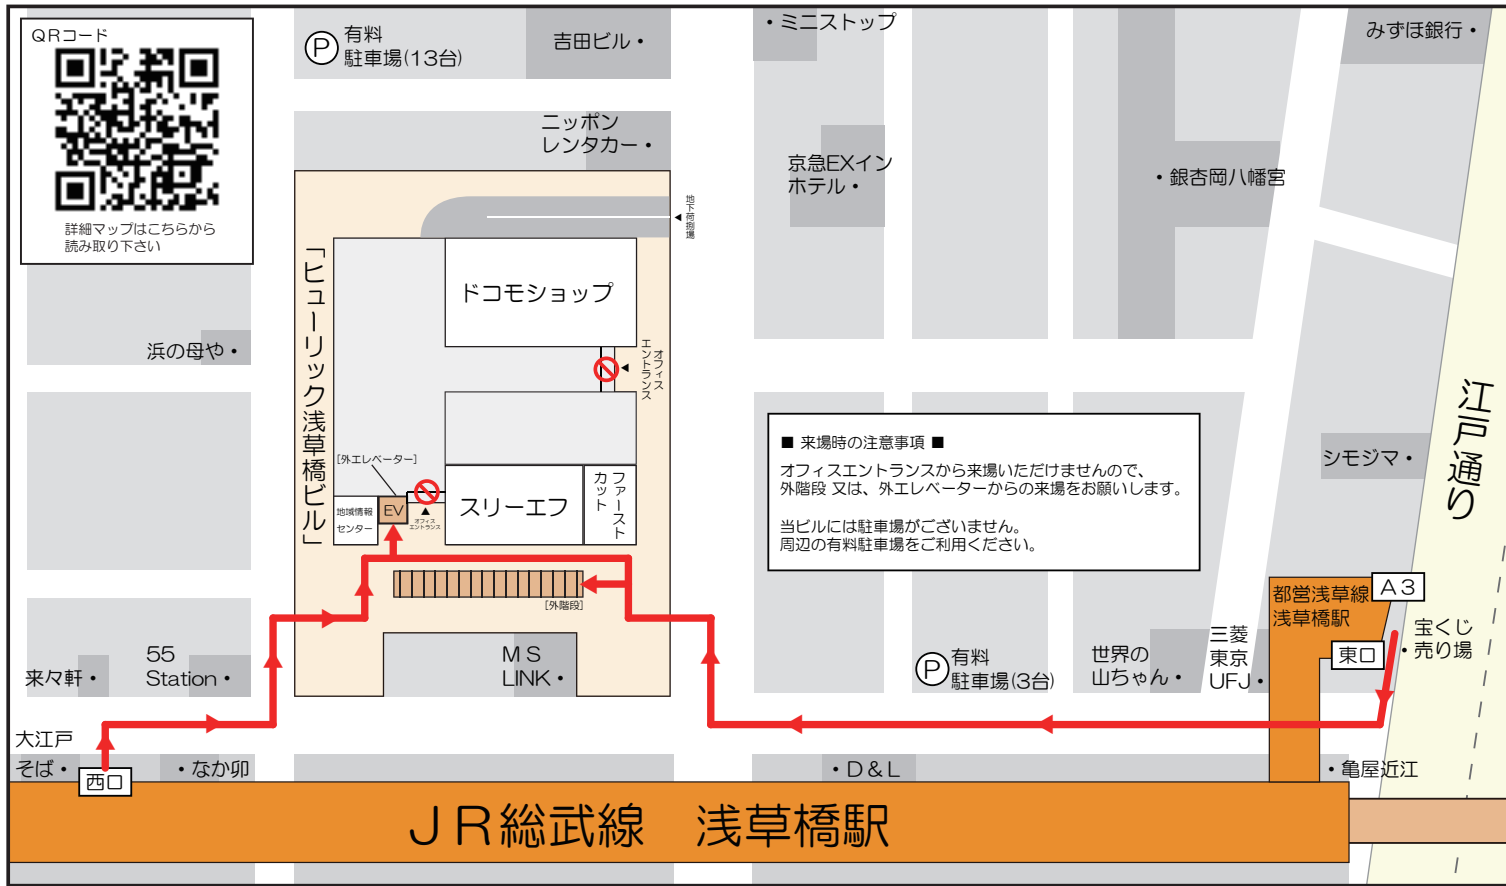 QRコード
詳細マップはこちらから
読み取り下さい
P
有料
駐車場(13台)
吉田ビル・
・ミニストップ
みずほ銀行・
ニッポン
レンタカー・
京急EXイン
ホテル・
・銀杏岡八幡宮
地下荷捌場
「ヒューリック浅草橋ビル」
ドコモショップ
オフィス
エントランス
浜の母や・
江戸通り
[外エレベーター]
地域情報
センター
EV
オフィス
エントランス
スリーエフ
ファースト
カット
[外階段]
■ 来場時の注意事項 ■
オフィスエントランスから来場いただけませんので、
外階段 又は、外エレベーターからの来場をお願いします。
当ビルには駐車場がございません。
周辺の有料駐車場をご利用ください。
シモジマ・
都営浅草線
浅草橋駅
A3
東口
宝くじ
・売り場
来々軒・
55
Station・
MS
LINK・
P
有料
駐車場(3台)
世界の
山ちゃん・
三菱
東京
UFJ・
大江戸
そば・
西口
・なか卯
・D&L
・亀屋近江
JR総武線 浅草橋駅